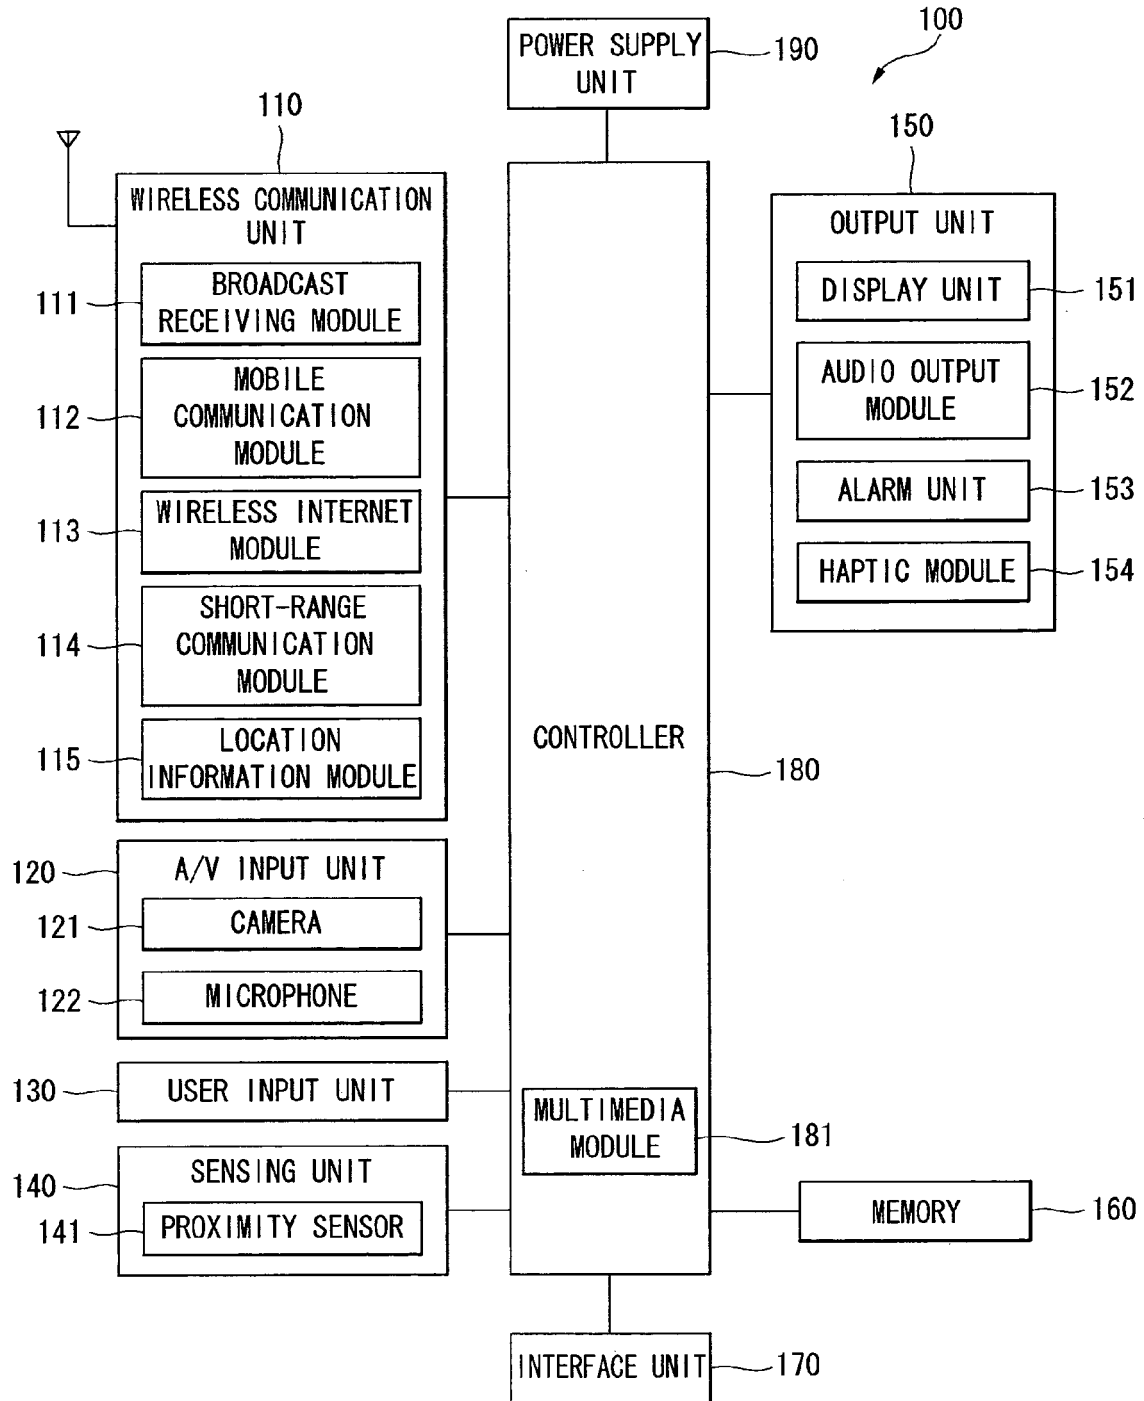 100
POWER SUPPLY
UNIT
190
110
WIRELESS COMMUNICATION
UNIT
111
BROADCAST
RECEIVING MODULE
112
MOBILE
COMMUNICATION
MODULE
113
WIRELESS INTERNET
MODULE
114
SHORT-RANGE
COMMUNICATION
MODULE
115
LOCATION
INFORMATION MODULE
120
A/V INPUT UNIT
121
CAMERA
122
MICROPHONE
130
USER INPUT UNIT
140
SENSING UNIT
141
PROXIMITY SENSOR
CONTROLLER
180
MULTIMEDIA
MODULE
181
150
OUTPUT UNIT
DISPLAY UNIT
151
AUDIO OUTPUT
MODULE
152
ALARM UNIT
153
HAPTIC MODULE
154
MEMORY
160
INTERFACE UNIT
170